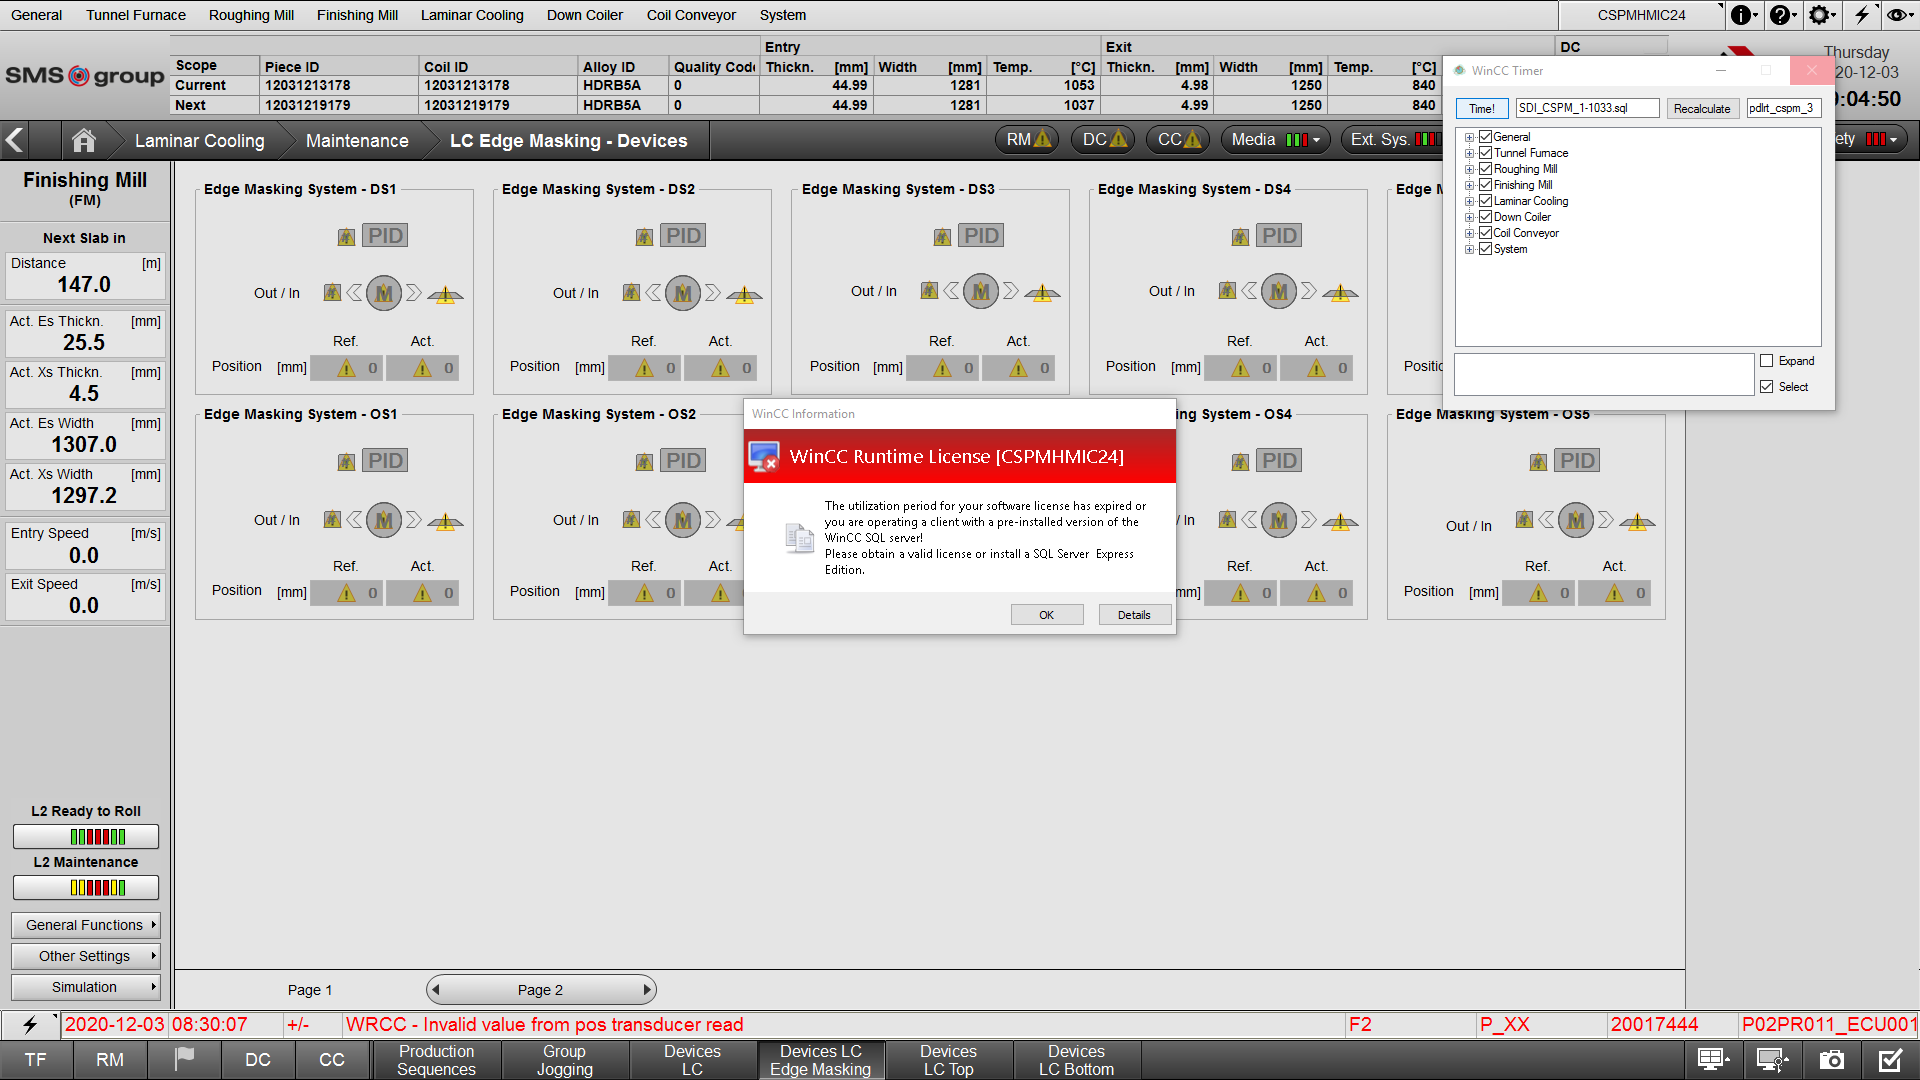 General Tunnel Furnace Roughing Mill Finishing Mill Laminar Cooling Down Coiler Coil Conveyor System CSPMHMIC24
SMS group
Entry Exit DC
Scope Piece ID Coil ID Alloy ID Quality Code Thickn. [mm] Width [mm] Temp. [°C] Thickn. [mm] Width [mm] Temp. [°C]
Current 12031213178 12031213178 HDRB5A 0 44.99 1281 1053 4.98 1250 840
Next 12031219179 12031219179 HDRB5A 0 44.99 1281 1037 4.99 1250 840
Thursday
20-12-03
:04:50
Laminar Cooling Maintenance LC Edge Masking - Devices RM DC CC Media Ext. Sys. ety
WinCC Timer
Time! SDI_CSPM_1-1033.sql Recalculate pdlrt_cspm_3
General
Tunnel Furnace
Roughing Mill
Finishing Mill
Laminar Cooling
Down Coiler
Coil Conveyor
System
Expand
Select
Finishing Mill
(FM)
Next Slab in
Distance [m]
147.0
Act. Es Thickn. [mm]
25.5
Act. Xs Thickn. [mm]
4.5
Act. Es Width [mm]
1307.0
Act. Xs Width [mm]
1297.2
Entry Speed [m/s]
0.0
Exit Speed [m/s]
0.0
L2 Ready to Roll
L2 Maintenance
General Functions
Other Settings
Simulation
Edge Masking System - DS1 Edge Masking System - DS2 Edge Masking System - DS3 Edge Masking System - DS4 Edge M
PID PID PID PID
Out / In M Out / In M Out / In M Out / In M
Ref. Act. Ref. Act. Ref. Act. Ref. Act.
Position [mm] 0 0 Position [mm] 0 0 Position [mm] 0 0 Position [mm] 0 0 Positic
Edge Masking System - OS1 Edge Masking System - OS2 ing System - OS4 Edge Masking System - OS5
PID PID PID PID
Out / In M Out / In M / In M Out / In M
Ref. Act. Ref. Act. Ref. Act. Ref. Act.
Position [mm] 0 0 Position [mm] 0 mm] 0 0 Position [mm] 0 0
WinCC Information
WinCC Runtime License [CSPMHMIC24]
The utilization period for your software license has expired or
you are operating a client with a pre-installed version of the
WinCC SQL server!
Please obtain a valid license or install a SQL Server Express
Edition.
OK Details
Page 1 Page 2
2020-12-03 08:30:07 +/- WRCC - Invalid value from pos transducer read F2 P_XX 20017444 P02PR011_ECU001
TF RM DC CC
Production
Sequences
Group
Jogging
Devices
LC
Devices LC
Edge Masking
Devices
LC Top
Devices
LC Bottom